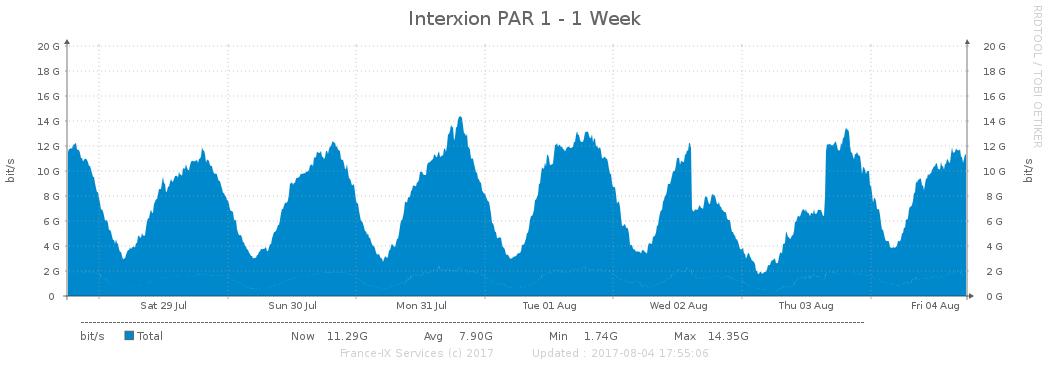 Interxion PAR 1 - 1 Week
RRDTOOL / TOBI OETIKER
20 G 20 G
18 G 18 G
16 G 16 G
14 G 14 G
12 G 12 G
10 G 10 G
8 G 8 G
6 G 6 G
4 G 4 G
2 G 2 G
0 0 G
bit/s bit/s
Sat 29 Jul Sun 30 Jul Mon 31 Jul Tue 01 Aug Wed 02 Aug Thu 03 Aug Fri 04 Aug
bit/s Total Now 11.29G Avg 7.90G Min 1.74G Max 14.35G
France-IX Services (c) 2017 Updated : 2017-08-04 17:55:06